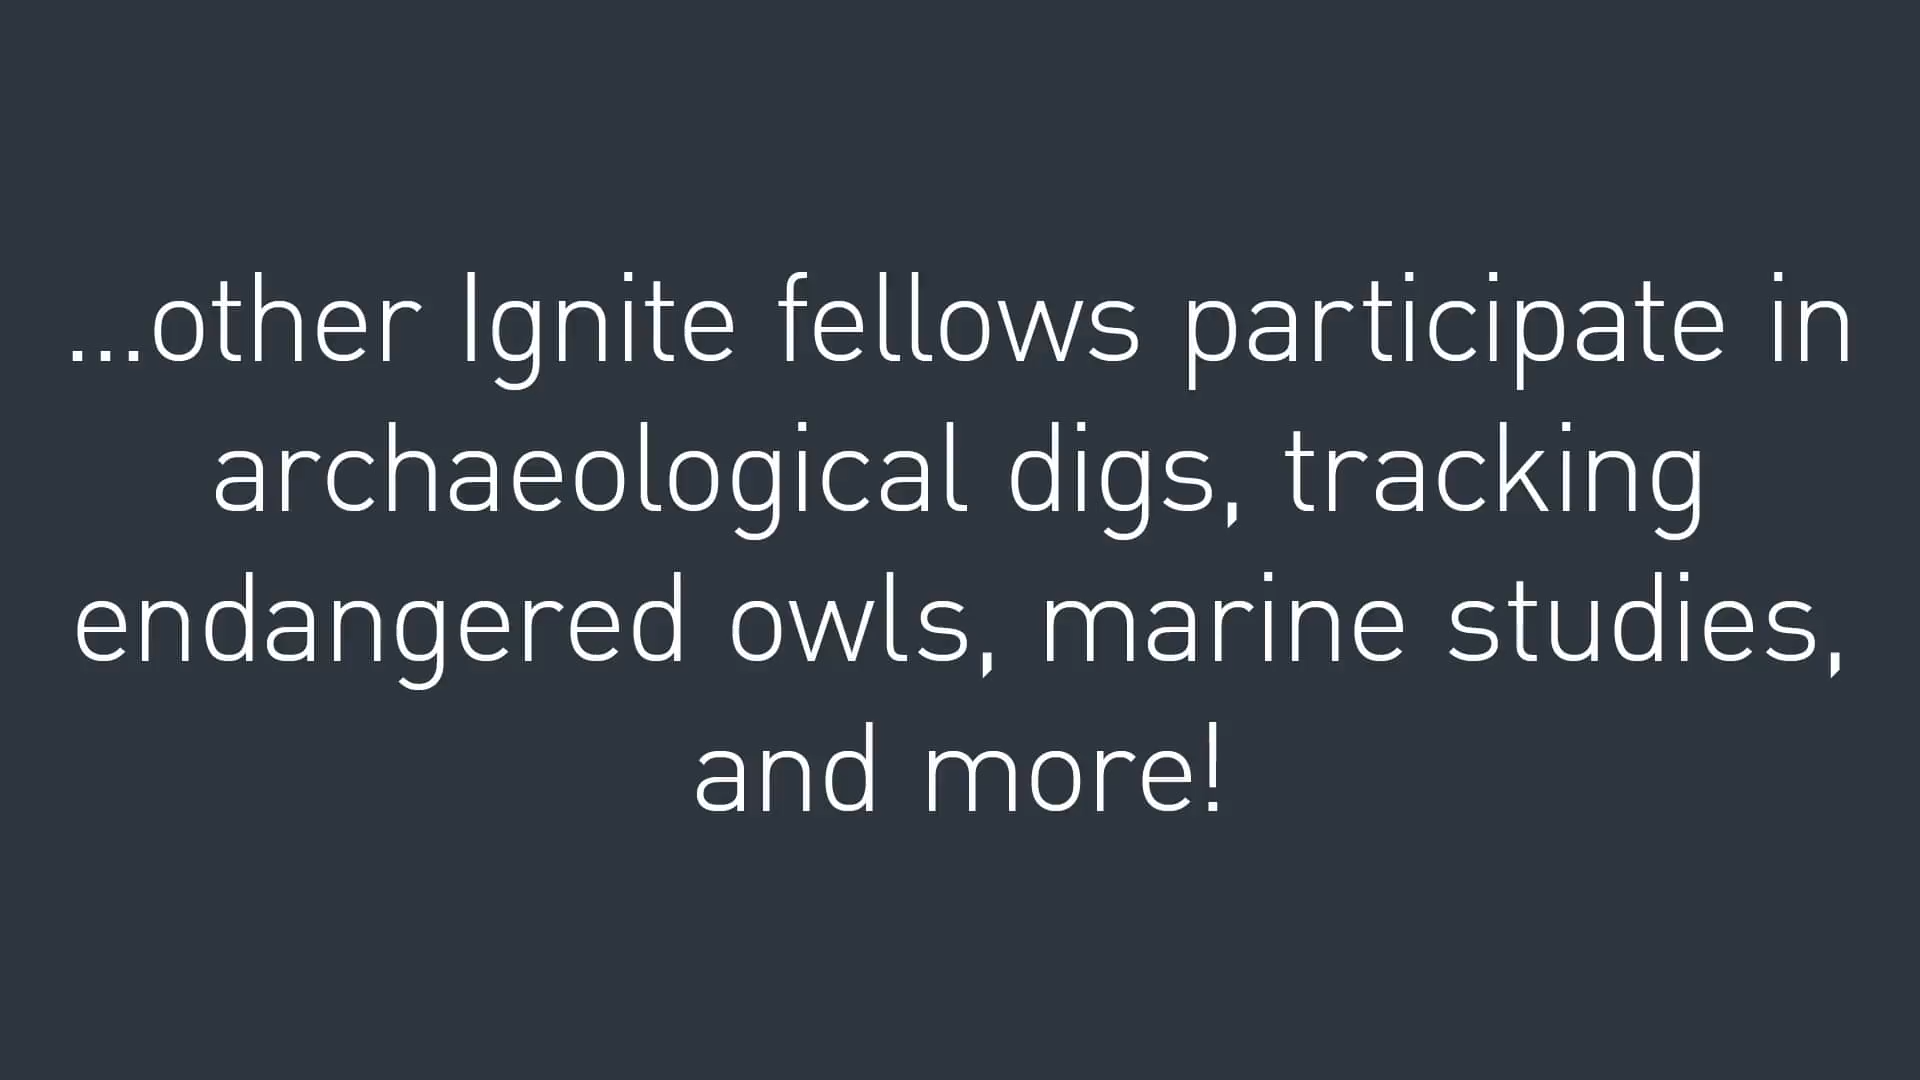 ...other Ignite fellows participate in
archaeological digs, tracking
endangered owls, marine studies,
and more!